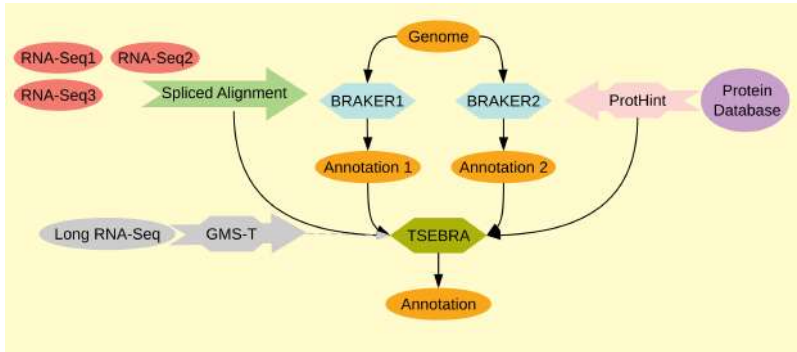 Genome
RNA-Seq1
RNA-Seq2
RNA-Seq3
Spliced Alignment
BRAKER1
BRAKER2
ProtHint
Protein
Database
Annotation 1
Annotation 2
Long RNA-Seq
GMS-T
TSEBRA
Annotation